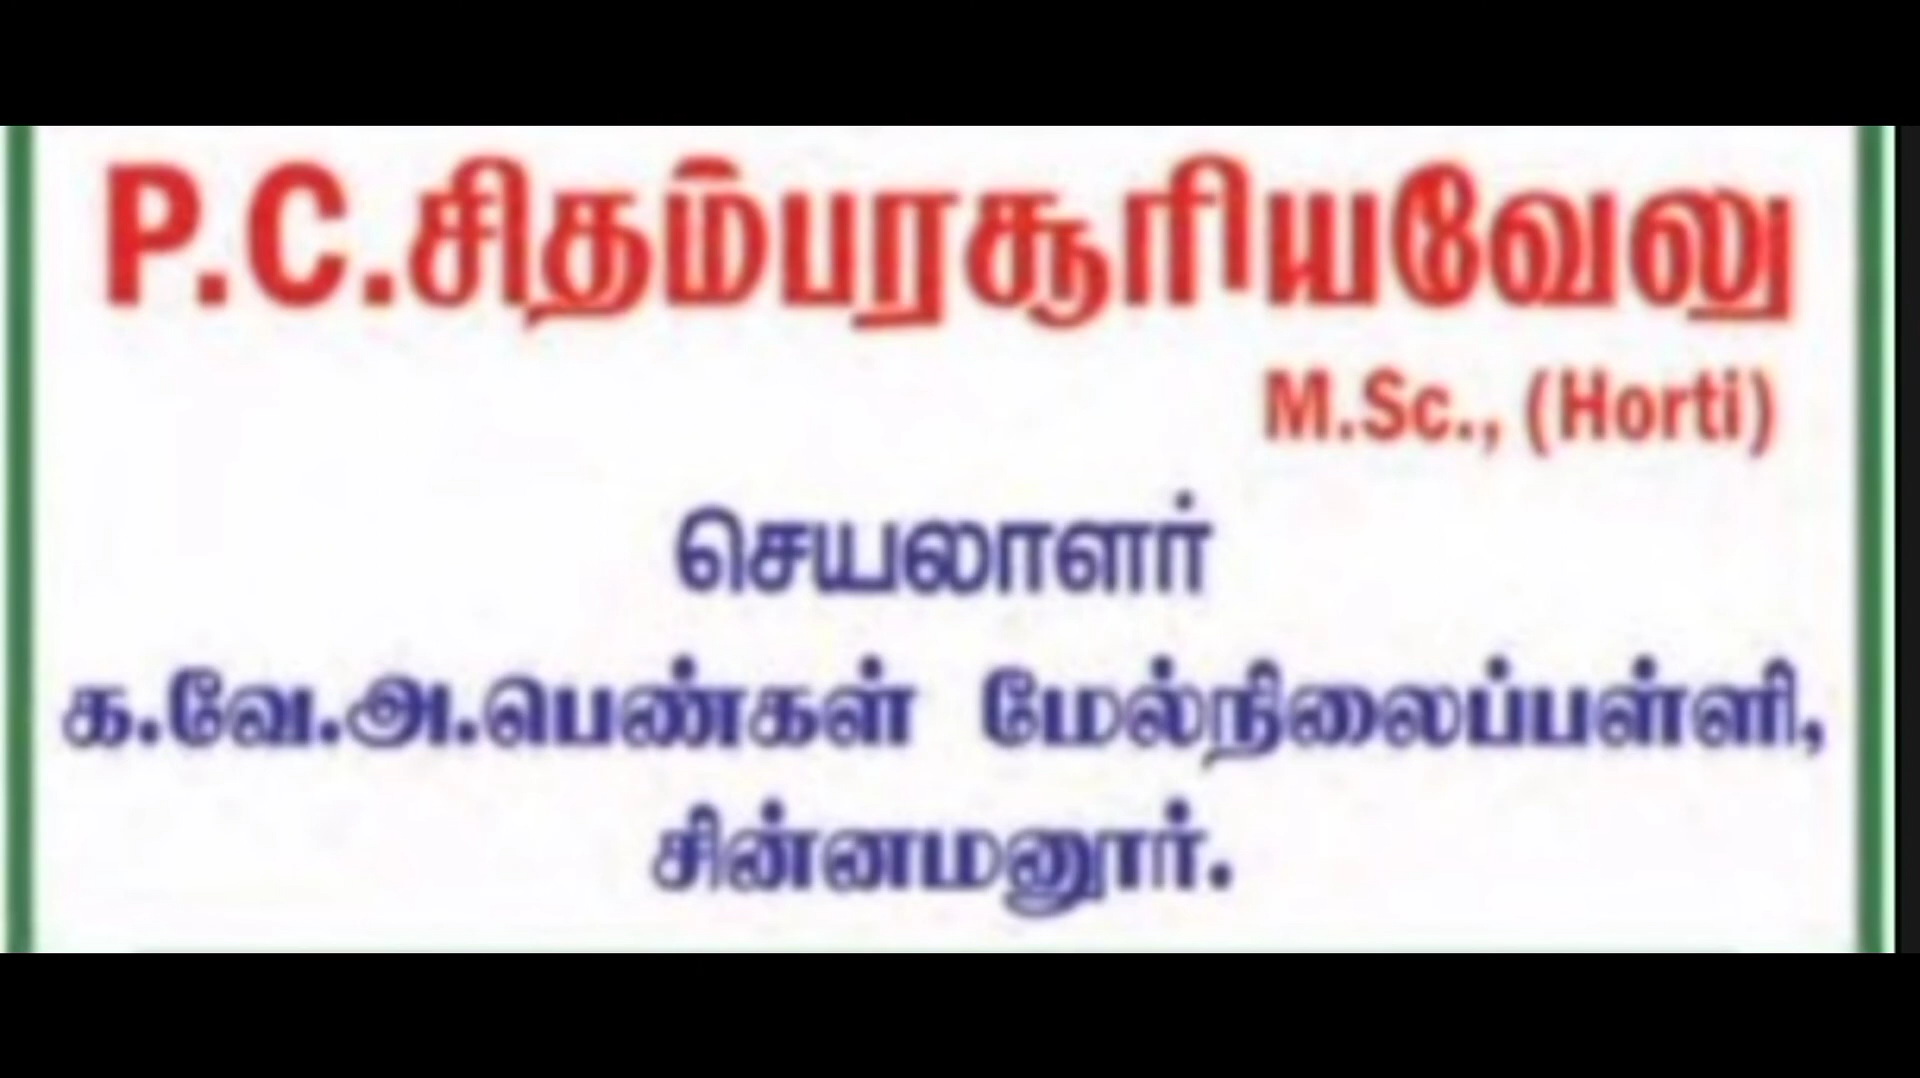 P.C.சிதம்பரசூரியவேலு
M.Sc., (Horti)
செயலாளர்
க.வே.அ.பெண்கள் மேல்நிலைப்பள்ளி,
சின்னமனூர்.